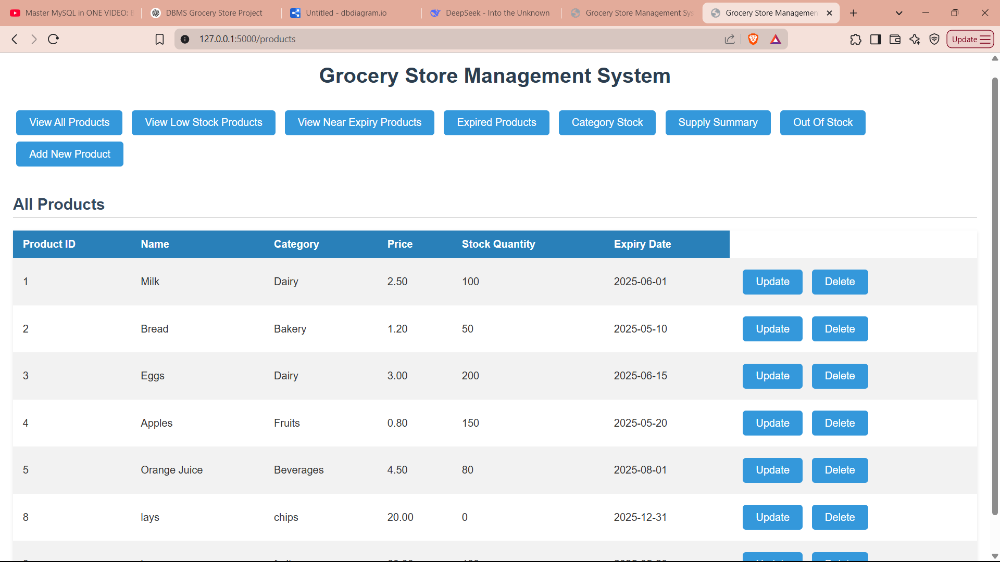 Master MySQL in ONE VIDEO:
DBMS Grocery Store Project
Untitled - dbdiagram.io
DeepSeek - Into the Unknown
Grocery Store Management Sys
Grocery Store Managemen
127.0.0.1:5000/products
Update
Grocery Store Management System
View All Products
View Low Stock Products
View Near Expiry Products
Expired Products
Category Stock
Supply Summary
Out Of Stock
Add New Product
All Products
Product ID Name Category Price Stock Quantity Expiry Date
1 Milk Dairy 2.50 100 2025-06-01 Update Delete
2 Bread Bakery 1.20 50 2025-05-10 Update Delete
3 Eggs Dairy 3.00 200 2025-06-15 Update Delete
4 Apples Fruits 0.80 150 2025-05-20 Update Delete
5 Orange Juice Beverages 4.50 80 2025-08-01 Update Delete
8 lays chips 20.00 0 2025-12-31 Update Delete